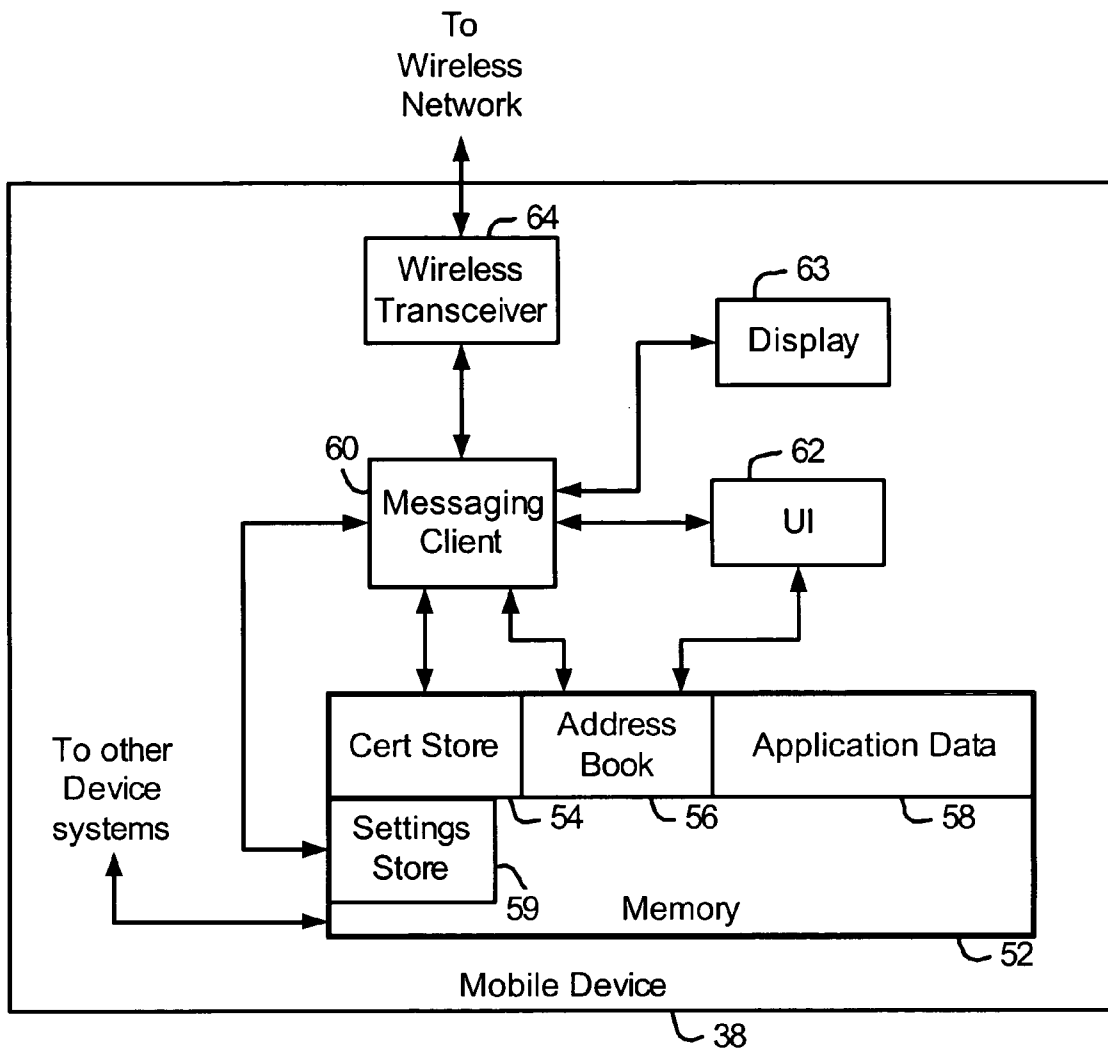 To
Wireless
Network
64
Wireless
Transceiver
63
Display
60
Messaging
Client
62
UI
Cert Store
Address
Book
Application Data
To other
Device
systems
54
56
58
Settings
Store
59
Memory
52
Mobile Device
38